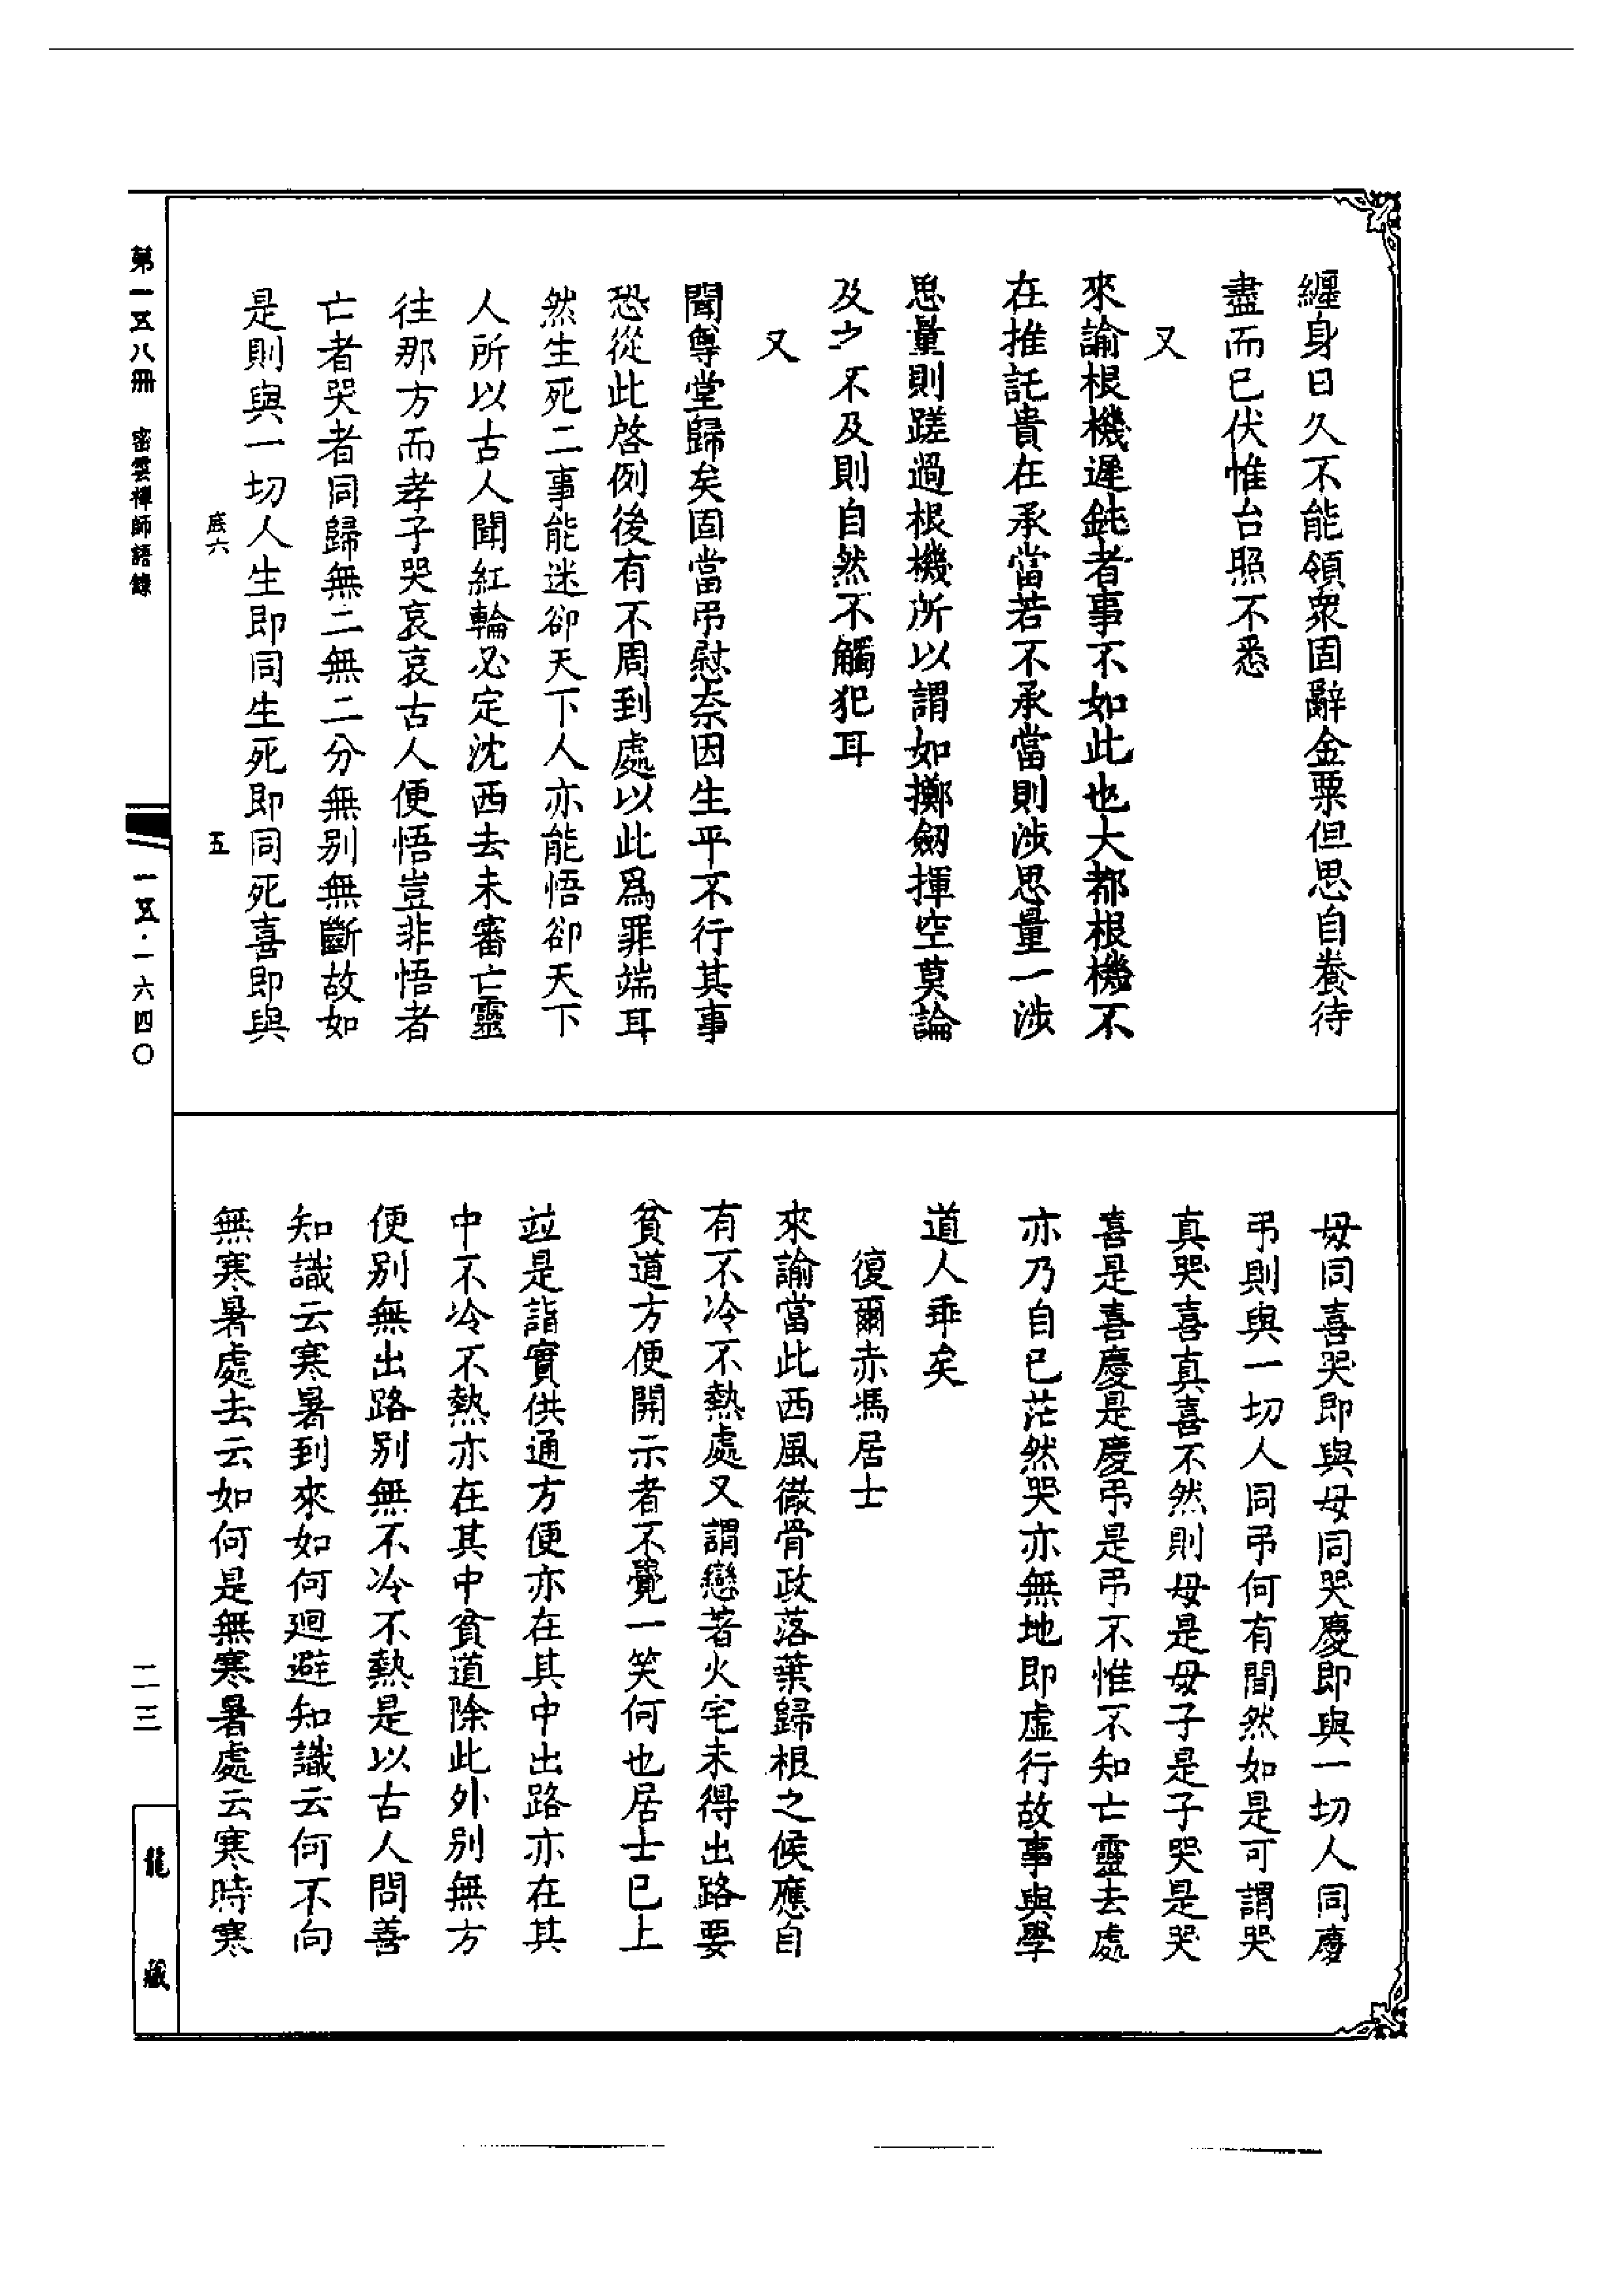 纏身日久不能領衆固辭金粟但思自養待
盡而已伏惟台照不悉
又
來諭根機遲鈍者事不如此也大都根機不
在推託貴在承當若不承當則涉思量一涉
思量則蹉過根機所以謂如擲劒揮空莫論
及之不及則自然不觸犯耳
又
聞尊堂歸矣固當弔慰奈因生平不行其事
恐從此啓例後有不周到處以此爲罪端耳
然生死二事能迷卻天下人亦能悟卻天下
人所以古人聞紅輪必定沈西去未審亡靈
往那方而孝子哭哀哀古人便悟豈非悟者
亡者哭者同歸無二無二分無別無斷故如
是則與一切人生即同生死即同死喜即與
底六
五
母同喜哭即與母同哭慶即與一切人同慶
弔則與一切人同弔何有間然如是可謂哭
真哭喜真喜不然則母是母子是子哭是哭
喜是喜慶是慶弔是弔不惟不知亡靈去處
亦乃自己茫然哭亦無地即虛行故事與學
道人乖矣
復爾赤馮居士
來諭當此西風徹骨政落葉歸根之候應自
有不冷不熱處又謂戀著火宅未得出路要
貧道方便開示者不覺一笑何也居士已上
竝是詣實供通方便亦在其中出路亦在其
中不冷不熱亦在其中貧道除此外別無方
便別無出路別無不冷不熱是以古人問善
知識云寒暑到來如何迴避知識云何不向
無寒暑處去云如何是無寒暑處云寒時寒
第一五八冊 密雲禪師語錄
一五·一六四〇
二三
龍藏